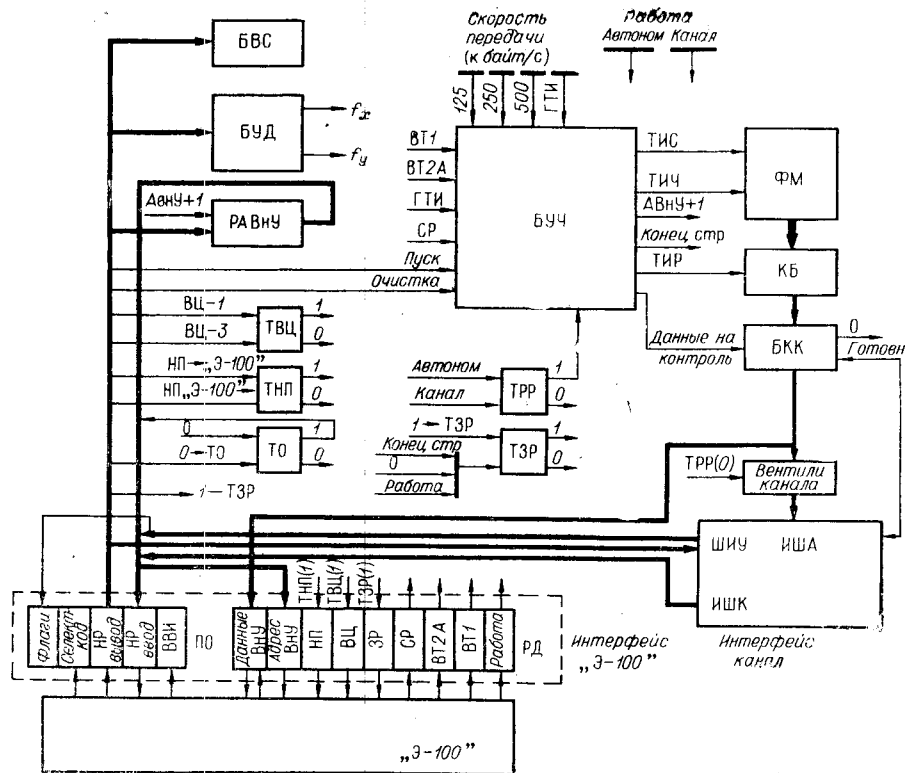 Скорость
передачи
(к байт/с)
Работа
Автоном Канал
125
250
500
ГТИ
БВС
БУД
fx
fy
АвнУ+1
РАВнУ
ВТ1
ВТ2А
ГТИ
СР
Пуск
Очистка
БУЧ
ТИС
ТИЧ
АВнУ+1
Конец стр
ТИР
ФМ
КБ
Данные на
контроль
БКК
0
Готовн
ВЦ-1
ВЦ-3
ТВЦ
1
0
НП→„Э-100”
НП„Э-100”
ТНП
1
0
0
0→ТО
ТО
1
0
1—ТЗР
Автоном
Канал
ТРР
1
0
1→ТЗР
Конец стр
0
Работа
ТЗР
1
0
ТРР(0)
Вентили
канала
ШИУ ИША
ИШК
ТНП(1)
ТВЦ(1)
ТЗР(1)
Флаги
Селект
код
НР
вывод
НР
ввод
ВВИ
ПО
Данные
ВнУ
Адрес
ВнУ
НП
ВЦ
ЗР
СР
ВТ2А
ВТ1
Работа
РД
Интерфейс
„Э-100”
Интерфейс
канал
„Э-100”